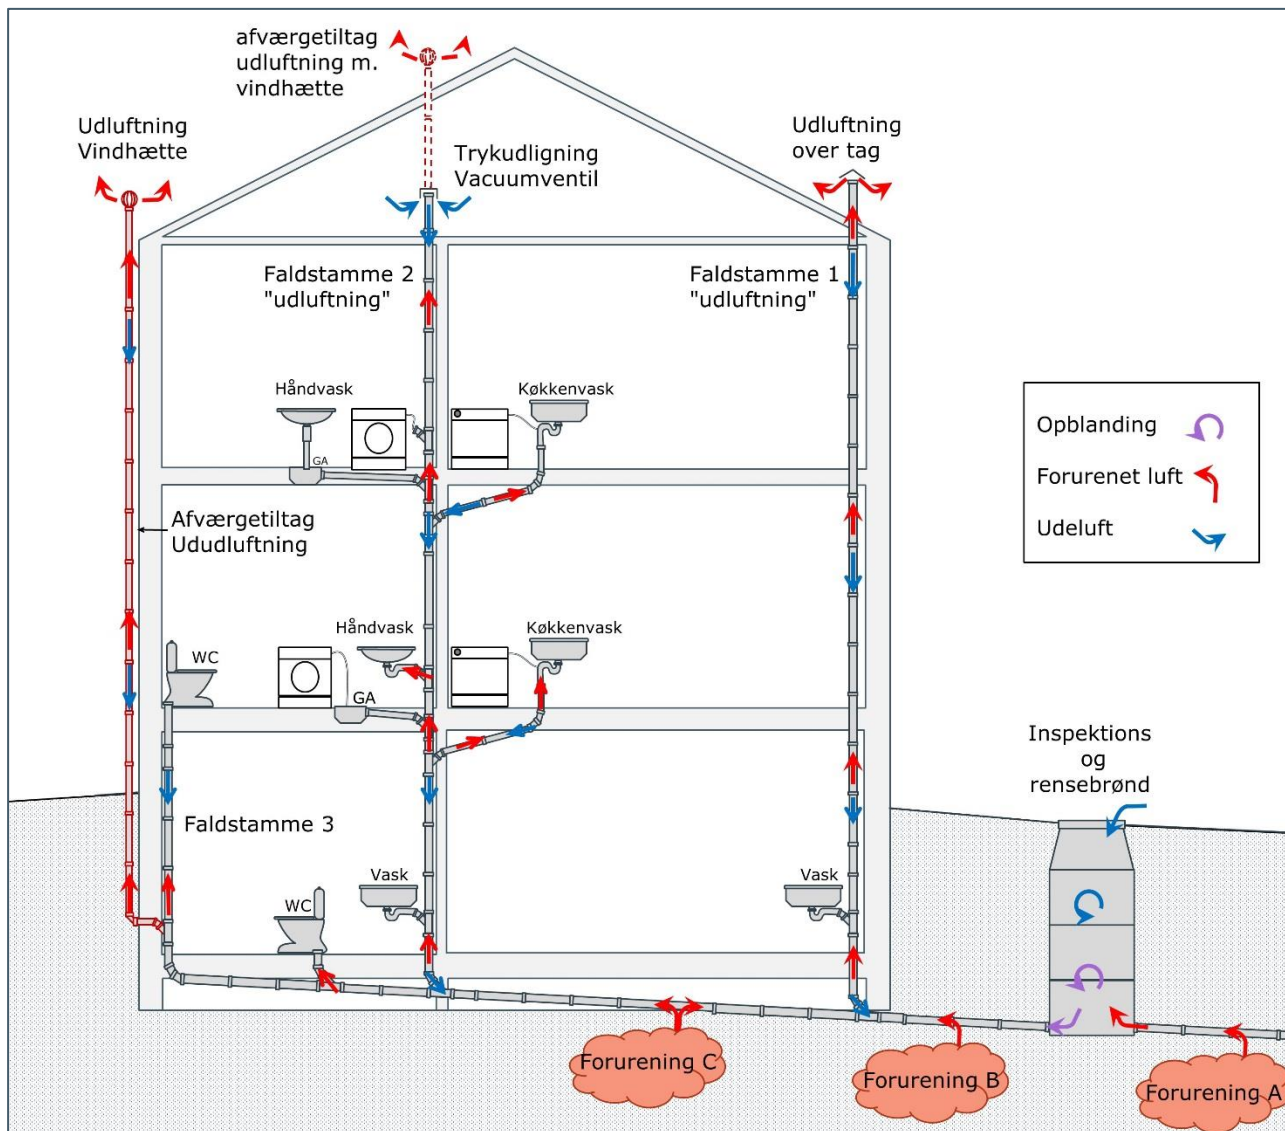 afværgetiltag
udluftning m.
vindhætte
Udluftning
Vindhætte
Trykudligning
Vacuumventil
Udluftning
over tag
Faldstamme 2
"udluftning"
Faldstamme 1
"udluftning"
Håndvask
Køkkenvask
GA
Opblanding
Forurenet luft
Udeluft
Afværgetiltag
Ududluftning
Håndvask
Køkkenvask
WC
GA
Inspektions
og
rensebrønd
Faldstamme 3
Vask
Vask
WC
Forurening C
Forurening B
Forurening A